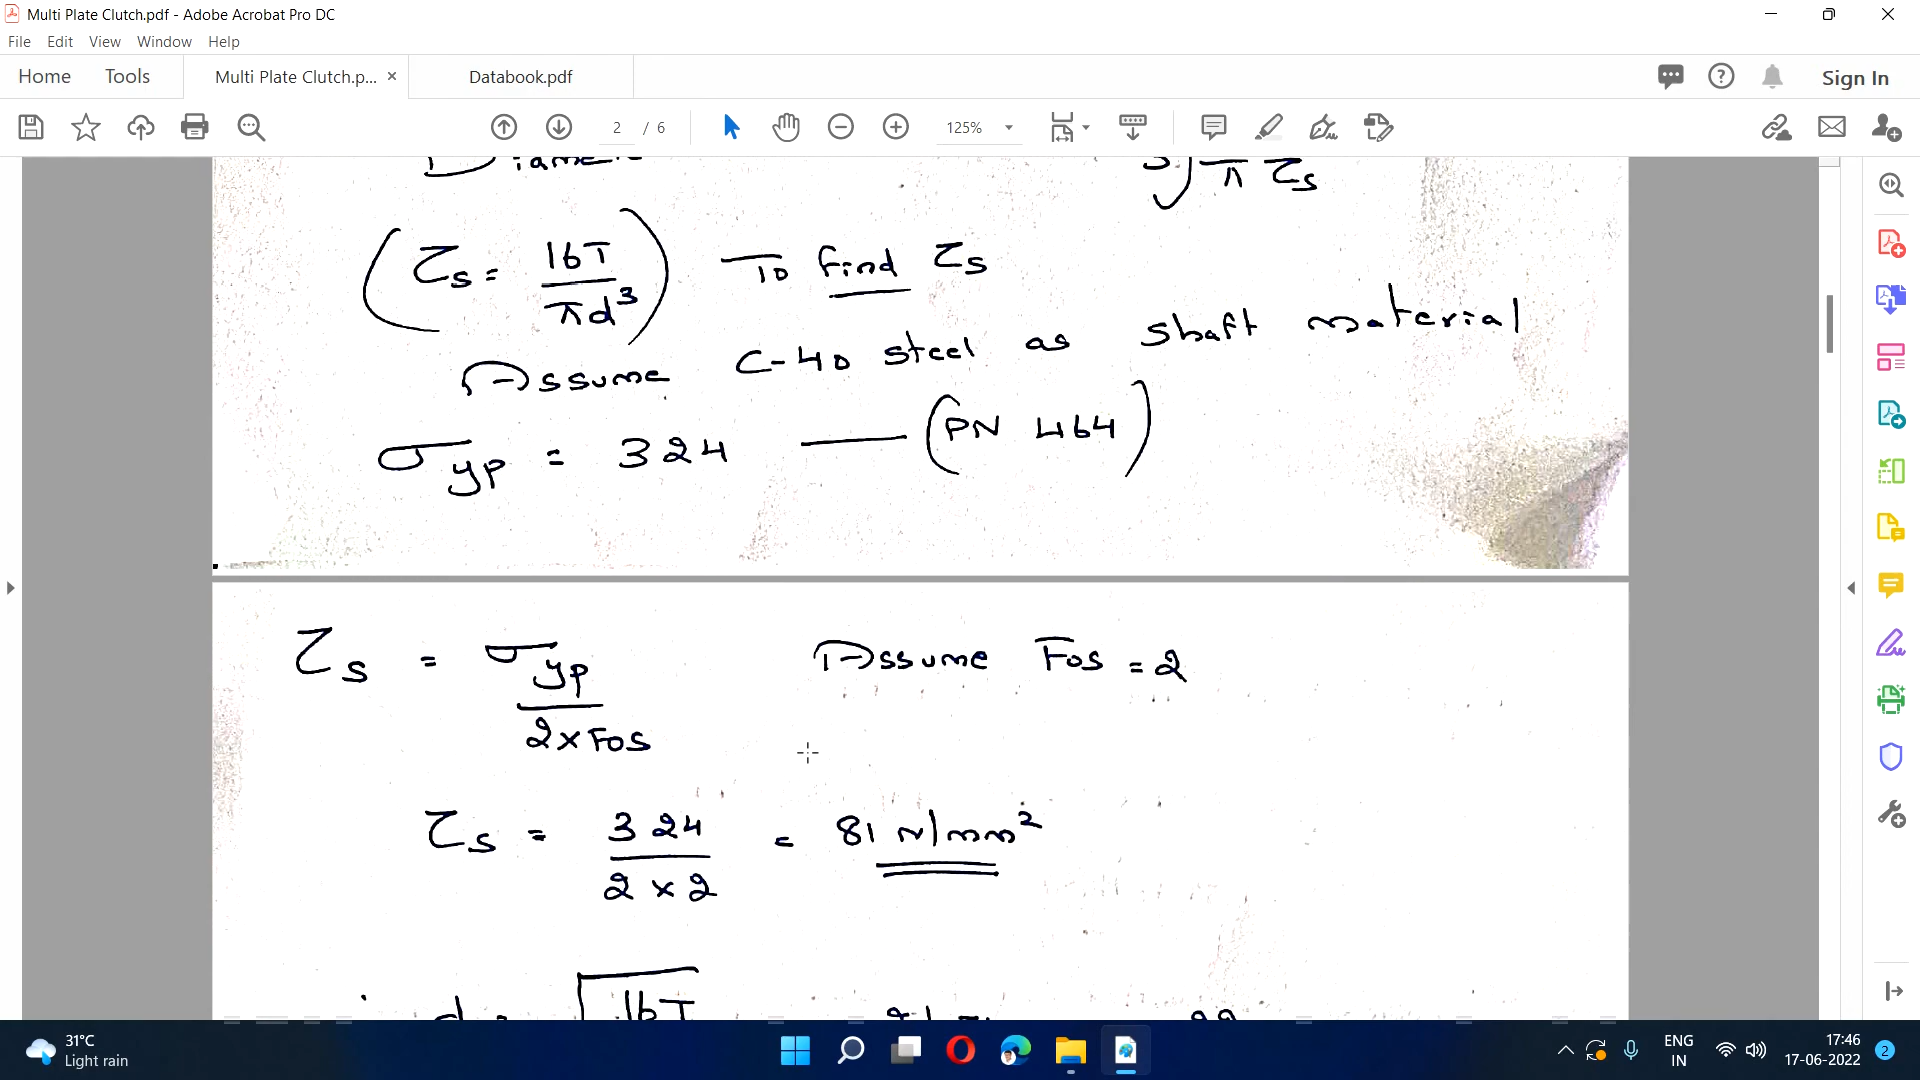 Multi Plate Clutch.pdf - Adobe Acrobat Pro DC
File Edit View Window Help
Home Tools Multi Plate Clutch.p... × Databook.pdf Sign In
2 / 6 125%
π τs
(τs = 16T / πd³) To find τs
Assume C-40 steel as shaft material
σyp = 324 — (PN 464)
τs = σyp / 2×FoS Assume FoS = 2
τs = 324 / 2 × 2 = 81 N/mm²
d = 16T
31°C
Light rain
ENG
IN
17:46
17-06-2022
2